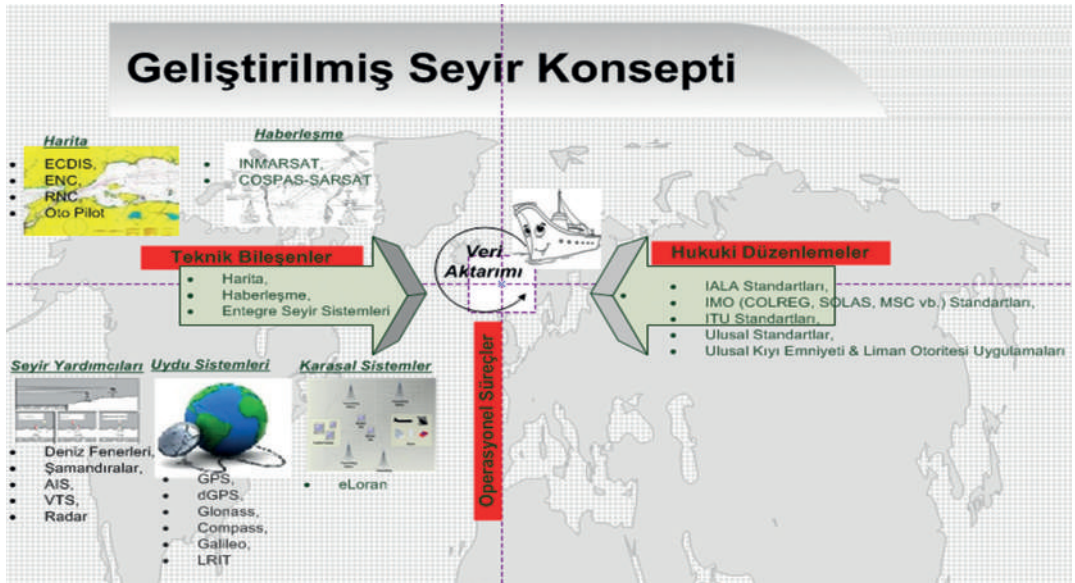 Geliştirilmiş Seyir Konsepti
Harita
• ECDIS,
• ENC,
• RNC,
• Oto Pilot
Haberleşme
• INMARSAT,
• COSPAS-SARSAT
Teknik Bileşenler
• Harita,
• Haberleşme,
• Entegre Seyir Sistemleri
Veri
Aktarımı
Hukuki Düzenlemeler
• IALA Standartları,
• IMO (COLREG, SOLAS, MSC vb.) Standartları,
• ITU Standartları,
• Ulusal Standartlar,
• Ulusal Kıyı Emniyeti & Liman Otoritesi Uygulamaları
Operasyonel Süreçler
Seyir Yardımcıları
• Deniz Fenerleri,
• Şamandıralar,
• AIS,
• VTS,
• Radar
Uydu Sistemleri
• GPS,
• dGPS,
• Glonass,
• Compass,
• Galileo,
• LRIT
Karasal Sistemler
• eLoran